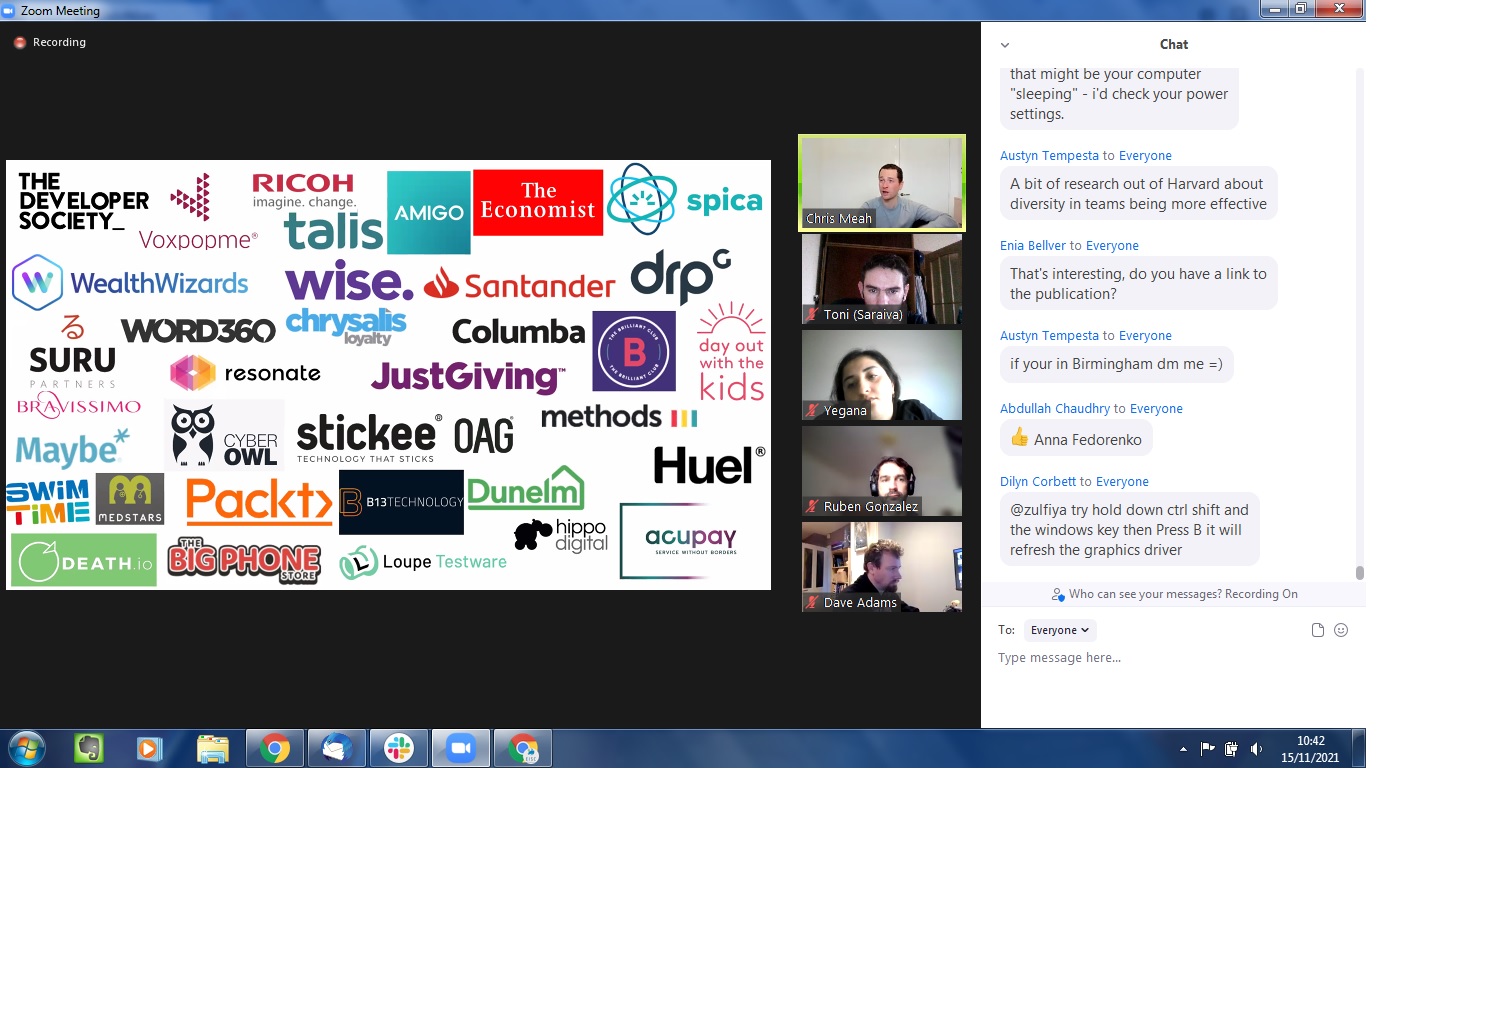 Zoom Meeting
Recording
THE
DEVELOPER
SOCIETY_
Voxpopme®
RICOH
imagine. change.
talis
AMIGO
The
Economist
spica
WealthWizards
wise.
Santander
drpG
SURU
PARTNERS
WORD360
chrysalis
loyalty
Columba
THE BRILLIANT CLUB
B
THE BRILLIANT CLUB
day out
with the
kids
resonate
JustGiving™
BRAVISSIMO
Maybe*
CYBER
OWL
stickee®
TECHNOLOGY THAT STICKS
OAG
methods
Huel®
SWiM
TiME
MEDSTARS
Packt>
B13TECHNOLOGY
Dunelm
hippo
digital
acupay
SERVICE WITHOUT BORDERS
DEATH.io
THE
BIG PHONE
STORE
Loupe Testware
Chris Meah
Toni (Saraiva)
Yegana
Ruben Gonzalez
Dave Adams
Chat
that might be your computer
"sleeping" - i'd check your power
settings.
Austyn Tempesta to Everyone
A bit of research out of Harvard about
diversity in teams being more effective
Enia Bellver to Everyone
That's interesting, do you have a link to
the publication?
Austyn Tempesta to Everyone
if your in Birmingham dm me =)
Abdullah Chaudhry to Everyone
👍 Anna Fedorenko
Dilyn Corbett to Everyone
@zulfiya try hold down ctrl shift and
the windows key then Press B it will
refresh the graphics driver
Who can see your messages? Recording On
To: Everyone
Type message here...
10:42
15/11/2021